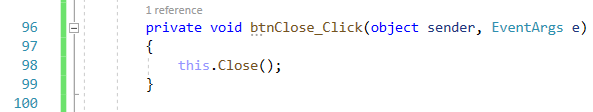 1 reference
96 private void btnClose_Click(object sender, EventArgs e)
97 {
98 this.Close();
99 }
100